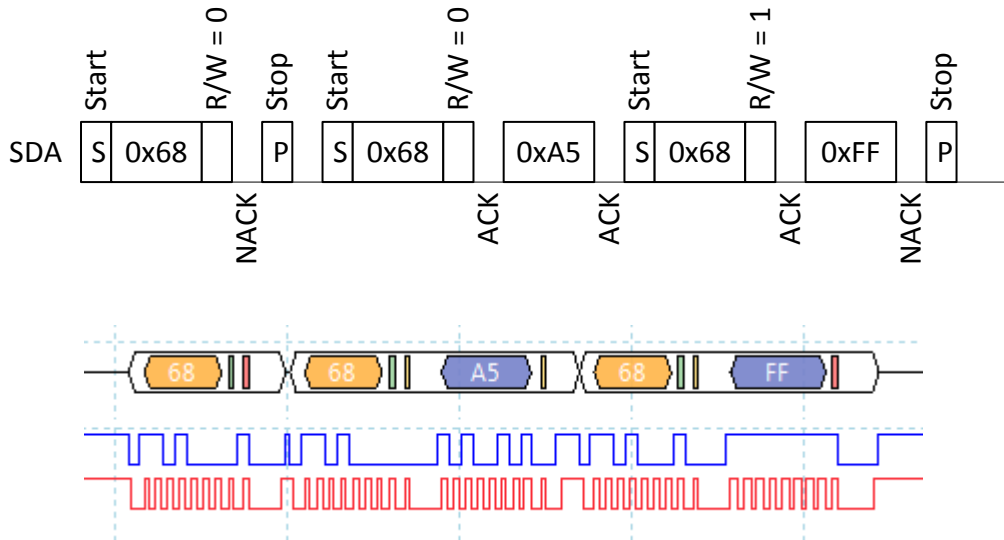 Start R/W = 0 Stop Start R/W = 0 Start R/W = 1 Stop
SDA S 0x68 P S 0x68 0xA5 S 0x68 0xFF P
NACK ACK ACK ACK NACK
68 68 A5 68 FF